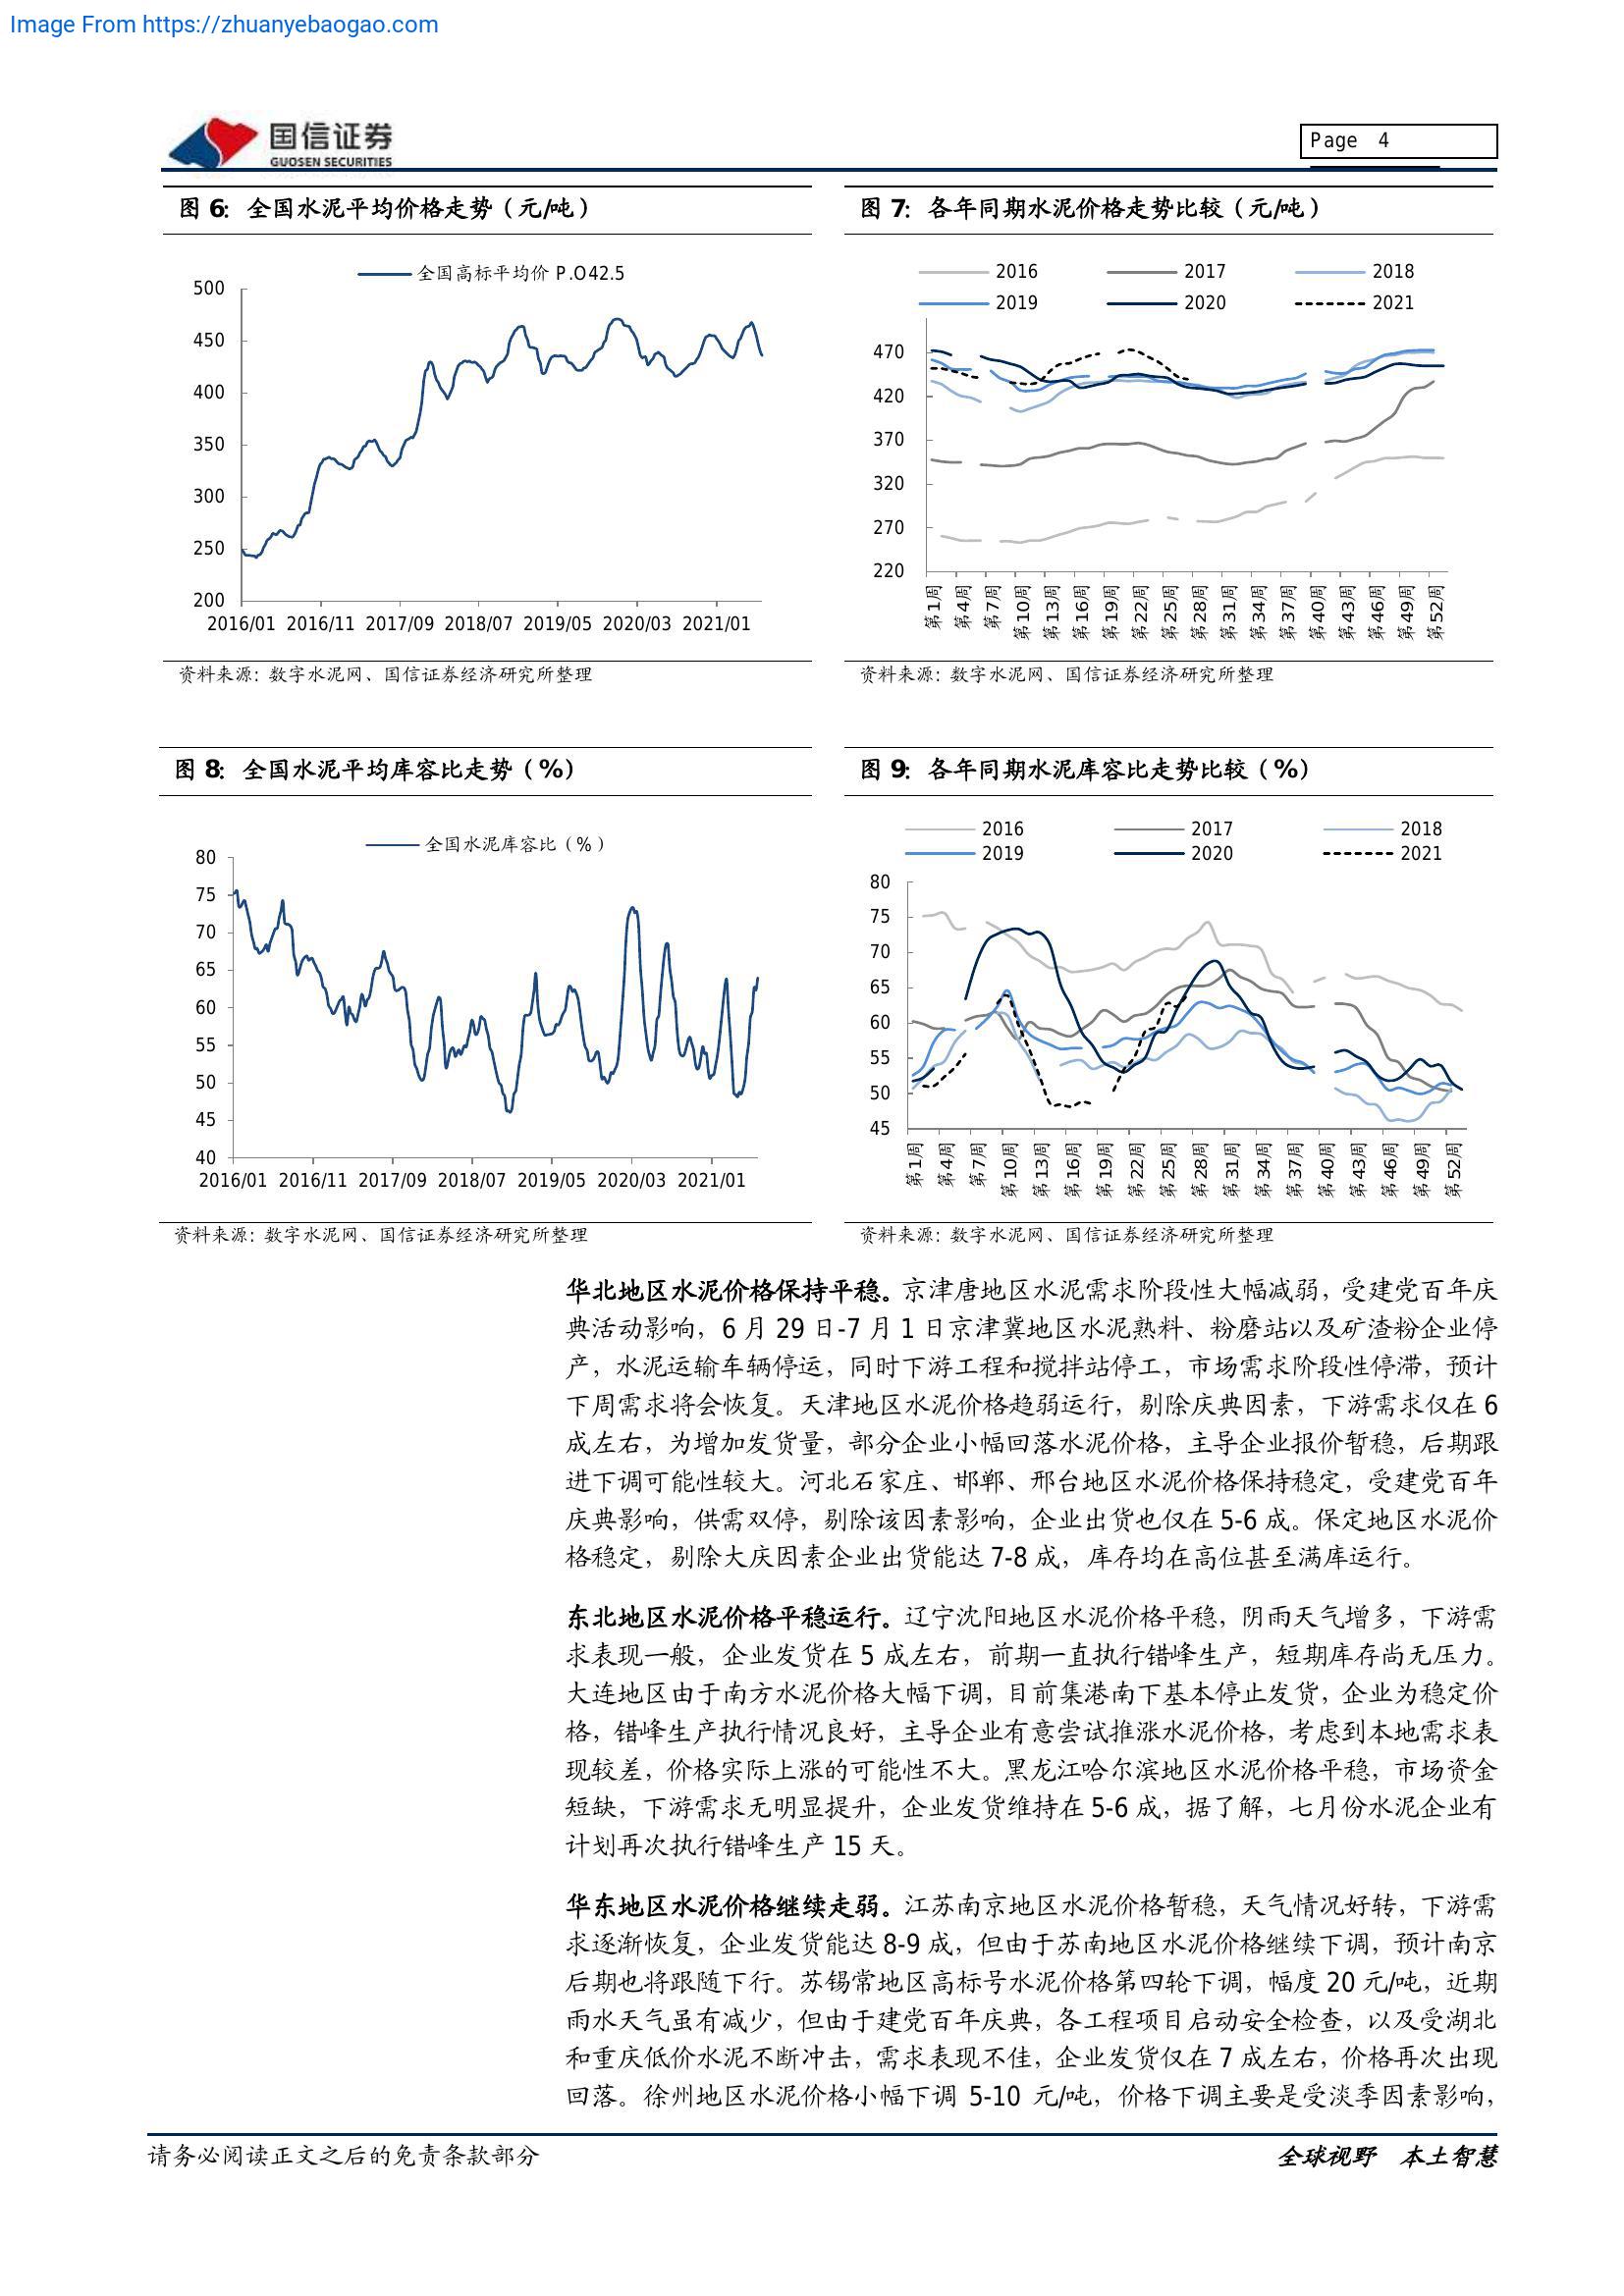 Image From https://zhuanyebaogao.com
国信证券
GUOSEN SECURITIES
Page 4
图 6: 全国水泥平均价格走势（元/吨）
全国高标平均价 P.O42.5
500
450
400
350
300
250
200
2016/01 2016/11 2017/09 2018/07 2019/05 2020/03 2021/01
资料来源：数字水泥网、国信证券经济研究所整理
图 7: 各年同期水泥价格走势比较（元/吨）
2016 2017 2018
2019 2020 2021
470
420
370
320
270
220
第1周 第4周 第7周 第10周 第13周 第16周 第19周 第22周 第25周 第28周 第31周 第34周 第37周 第40周 第43周 第46周 第49周 第52周
资料来源：数字水泥网、国信证券经济研究所整理
图 8: 全国水泥平均库容比走势（%）
全国水泥库容比（%）
80
75
70
65
60
55
50
45
40
2016/01 2016/11 2017/09 2018/07 2019/05 2020/03 2021/01
资料来源：数字水泥网、国信证券经济研究所整理
图 9: 各年同期水泥库容比走势比较（%）
2016 2017 2018
2019 2020 2021
80
75
70
65
60
55
50
45
第1周 第4周 第7周 第10周 第13周 第16周 第19周 第22周 第25周 第28周 第31周 第34周 第37周 第40周 第43周 第46周 第49周 第52周
资料来源：数字水泥网、国信证券经济研究所整理
华北地区水泥价格保持平稳。京津唐地区水泥需求阶段性大幅减弱，受建党百年庆
典活动影响，6 月 29 日-7 月 1 日京津冀地区水泥熟料、粉磨站以及矿渣粉企业停
产，水泥运输车辆停运，同时下游工程和搅拌站停工，市场需求阶段性停滞，预计
下周需求将会恢复。天津地区水泥价格趋弱运行，剔除庆典因素，下游需求仅在 6
成左右，为增加发货量，部分企业小幅回落水泥价格，主导企业报价暂稳，后期跟
进下调可能性较大。河北石家庄、邯郸、邢台地区水泥价格保持稳定，受建党百年
庆典影响，供需双停，剔除该因素影响，企业出货也仅在 5-6 成。保定地区水泥价
格稳定，剔除大庆因素企业出货能达 7-8 成，库存均在高位甚至满库运行。
东北地区水泥价格平稳运行。辽宁沈阳地区水泥价格平稳，阴雨天气增多，下游需
求表现一般，企业发货在 5 成左右，前期一直执行错峰生产，短期库存尚无压力。
大连地区由于南方水泥价格大幅下调，目前集港南下基本停止发货，企业为稳定价
格，错峰生产执行情况良好，主导企业有意尝试推涨水泥价格，考虑到本地需求表
现较差，价格实际上涨的可能性不大。黑龙江哈尔滨地区水泥价格平稳，市场资金
短缺，下游需求无明显提升，企业发货维持在 5-6 成，据了解，七月份水泥企业有
计划再次执行错峰生产 15 天。
华东地区水泥价格继续走弱。江苏南京地区水泥价格暂稳，天气情况好转，下游需
求逐渐恢复，企业发货能达 8-9 成，但由于苏南地区水泥价格继续下调，预计南京
后期也将跟随下行。苏锡常地区高标号水泥价格第四轮下调，幅度 20 元/吨，近期
雨水天气虽有减少，但由于建党百年庆典，各工程项目启动安全检查，以及受湖北
和重庆低价水泥不断冲击，需求表现不佳，企业发货仅在 7 成左右，价格再次出现
回落。徐州地区水泥价格小幅下调 5-10 元/吨，价格下调主要是受淡季因素影响，
请务必阅读正文之后的免责条款部分
全球视野 本土智慧